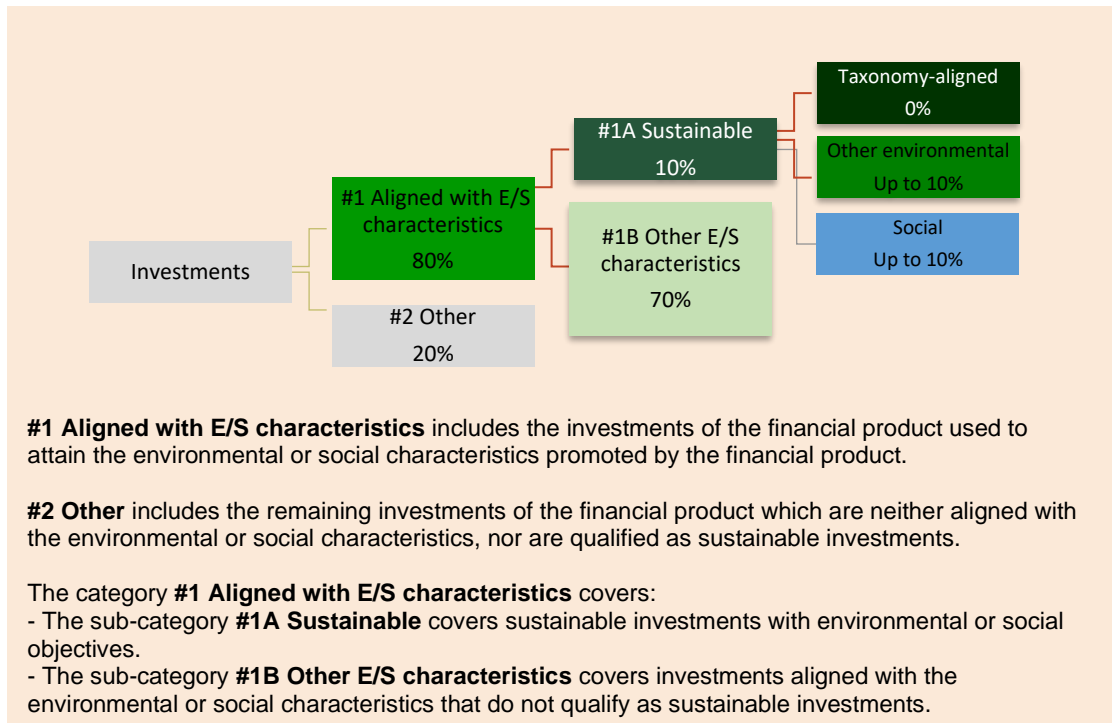 Investments
#1 Aligned with E/S
characteristics
80%
#2 Other
20%
#1A Sustainable
10%
#1B Other E/S
characteristics
70%
Taxonomy-aligned
0%
Other environmental
Up to 10%
Social
Up to 10%
#1 Aligned with E/S characteristics includes the investments of the financial product used to
attain the environmental or social characteristics promoted by the financial product.
#2 Other includes the remaining investments of the financial product which are neither aligned with
the environmental or social characteristics, nor are qualified as sustainable investments.
The category #1 Aligned with E/S characteristics covers:
- The sub-category #1A Sustainable covers sustainable investments with environmental or social
objectives.
- The sub-category #1B Other E/S characteristics covers investments aligned with the
environmental or social characteristics that do not qualify as sustainable investments.